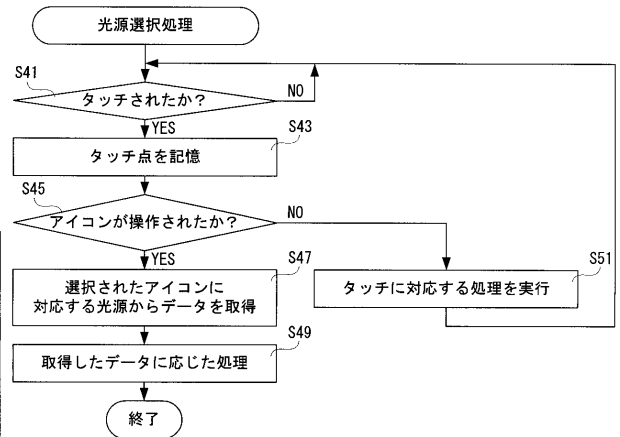 光源選択処理
S41
タッチされたか?
NO
YES
S43
タッチ点を記憶
S45
アイコンが操作されたか?
NO
YES
S47
選択されたアイコンに
対応する光源からデータを取得
S51
タッチに対応する処理を実行
S49
取得したデータに応じた処理
終了